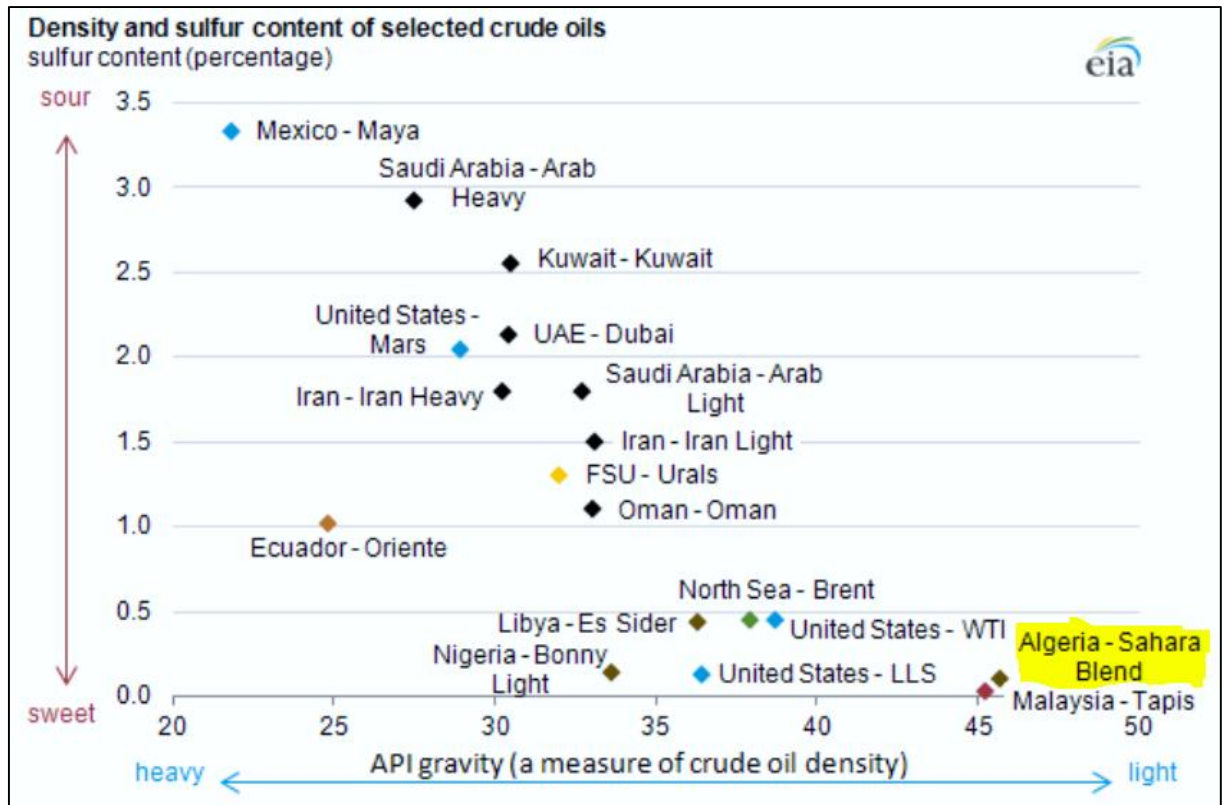 Density and sulfur content of selected crude oils
sulfur content (percentage)
eia
sour
3.5
Mexico - Maya
Saudi Arabia - Arab
Heavy
3.0
Kuwait - Kuwait
2.5
United States -
Mars
UAE - Dubai
2.0
Saudi Arabia - Arab
Light
Iran - Iran Heavy
1.5
Iran - Iran Light
FSU - Urals
Oman - Oman
1.0
Ecuador - Oriente
North Sea - Brent
0.5
Libya - Es Sider
United States - WTI
Algeria - Sahara
Blend
Nigeria - Bonny
Light
United States - LLS
Malaysia - Tapis
0.0
sweet
20 25 30 35 40 45 50
heavy API gravity (a measure of crude oil density) light